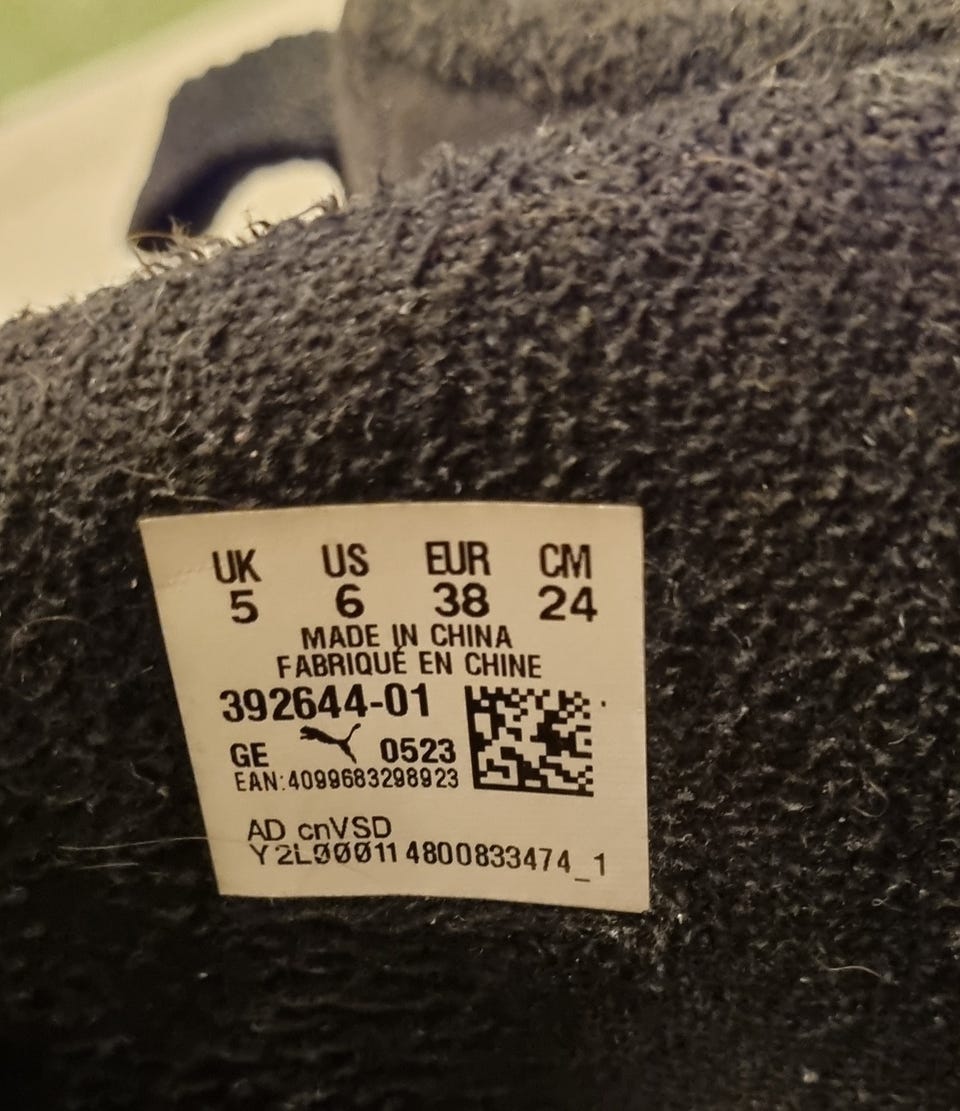 UK US EUR CM
5 6 38 24
MADE IN CHINA
FABRIQUÉ EN CHINE
392644-01
GE 0523
EAN:4099683298923
AD cnVSD
Y2L00011 4800833474_1